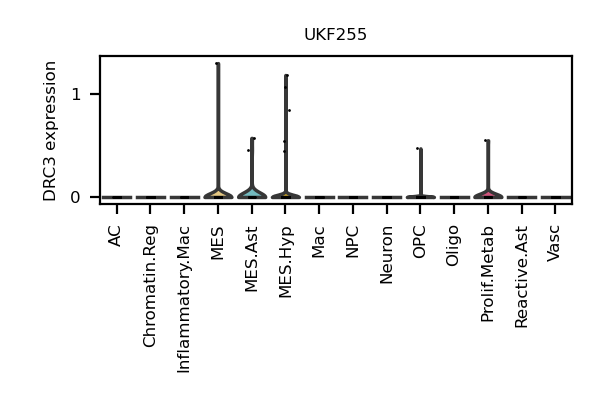 UKF255
DRC3 expression
1
0
AC
Chromatin.Reg
Inflammatory.Mac
MES
MES.Ast
MES.Hyp
Mac
NPC
Neuron
OPC
Oligo
Prolif.Metab
Reactive.Ast
Vasc